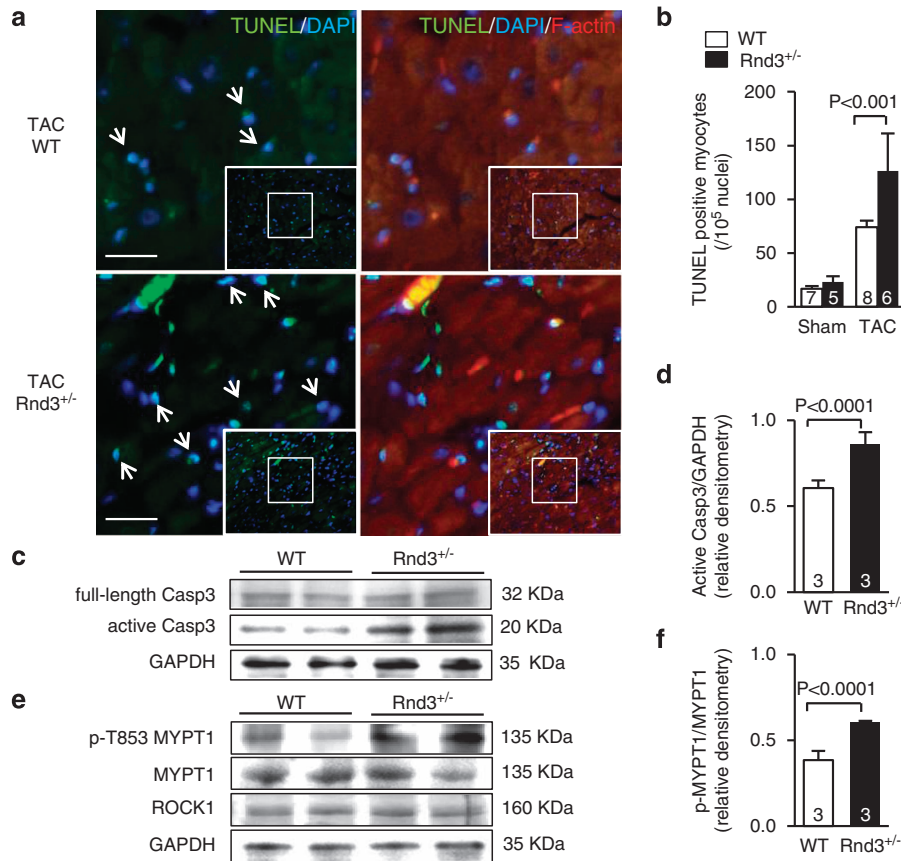 a
TUNEL/DAPI
TUNEL/DAPI/F-actin
TAC
WT
TAC
Rnd3+/-
b
WT
Rnd3+/-
200
150
100
50
0
TUNEL positive myocytes
(/10⁵ nuclei)
P<0.001
7 5 8 6
Sham TAC
c
WT Rnd3+/-
full-length Casp3 32 KDa
active Casp3 20 KDa
GAPDH 35 KDa
d
1.0
0.5
0.0
Active Casp3/GAPDH
(relative densitometry)
P<0.0001
3 3
WT Rnd3+/-
e
WT Rnd3+/-
p-T853 MYPT1 135 KDa
MYPT1 135 KDa
ROCK1 160 KDa
GAPDH 35 KDa
f
1.0
0.5
0.0
p-MYPT1/MYPT1
(relative densitometry)
P<0.0001
3 3
WT Rnd3+/-